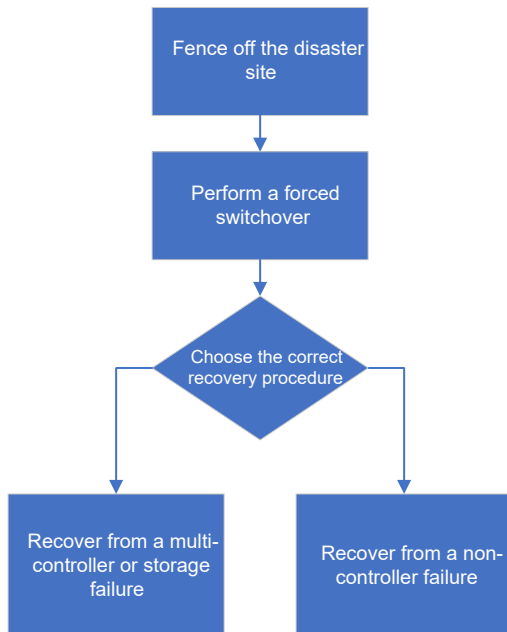 Fence off the disaster
site
Perform a forced
switchover
Choose the correct
recovery procedure
Recover from a multi-
controller or storage
failure
Recover from a non-
controller failure